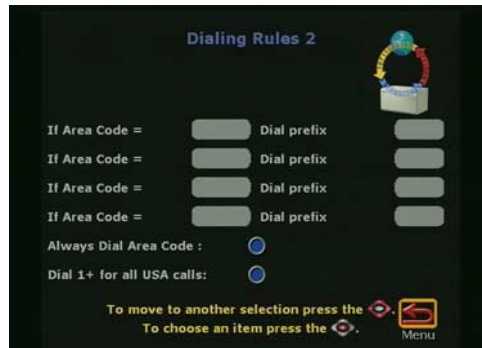 Dialing Rules 2
If Area Code = Dial prefix
If Area Code = Dial prefix
If Area Code = Dial prefix
If Area Code = Dial prefix
Always Dial Area Code :
Dial 1+ for all USA calls:
To move to another selection press the .
To choose an item press the .
Menu